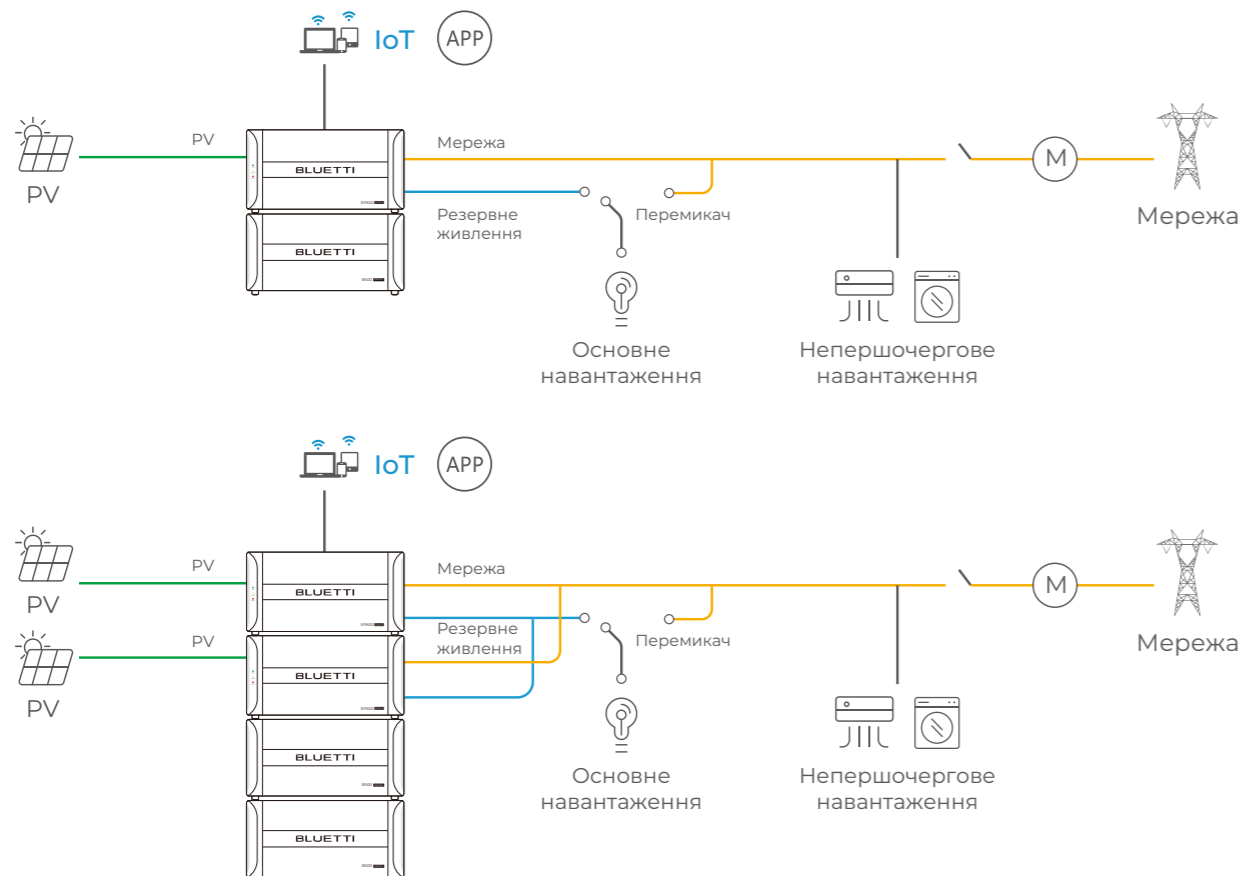 IoT
APP
PV
PV
Мережа
Резервне
живлення
Перемикач
M
Мережа
BLUETTI
BLUETTI
Основне
навантаження
Непершочергове
навантаження
IoT
APP
PV
PV
PV
PV
Мережа
Резервне
живлення
Перемикач
M
Мережа
BLUETTI
BLUETTI
BLUETTI
BLUETTI
Основне
навантаження
Непершочергове
навантаження